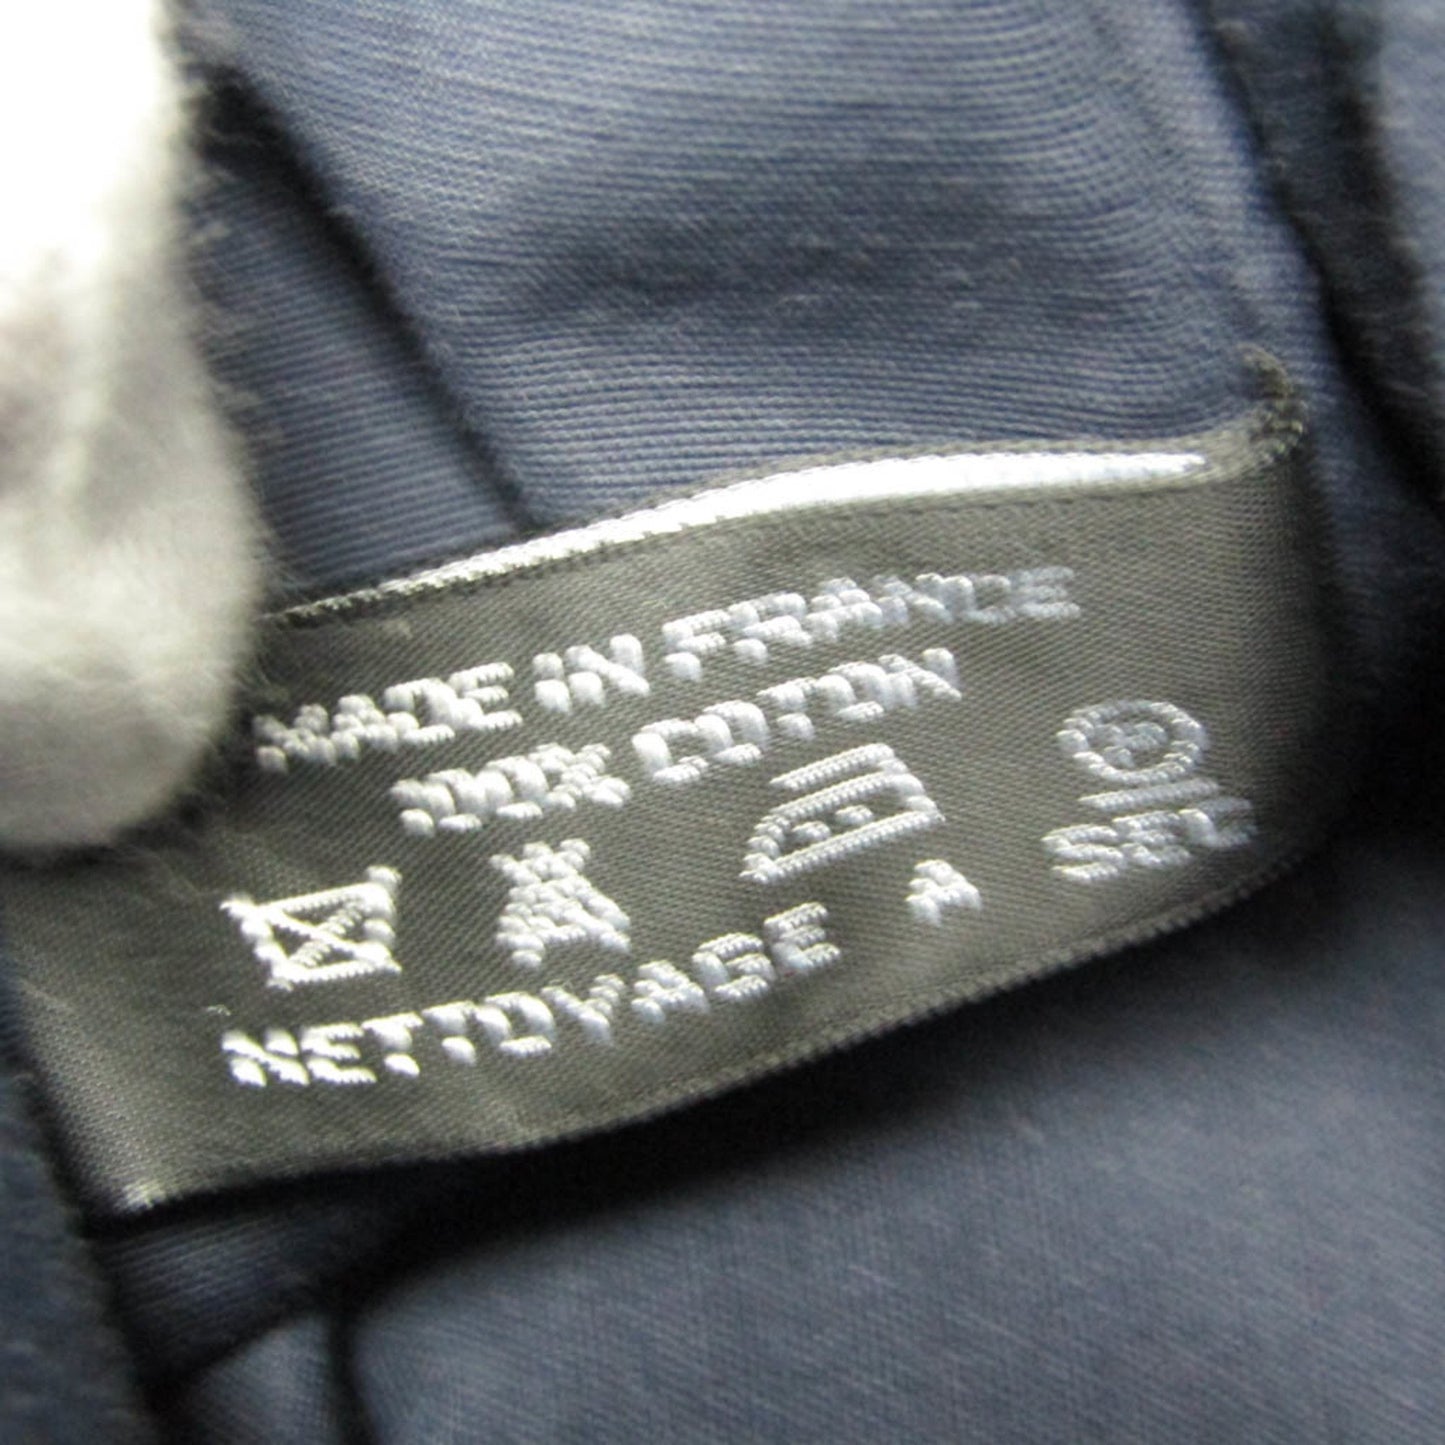 MADE IN FRANCE
100% COTON
P
NETTOYAGE A SEC